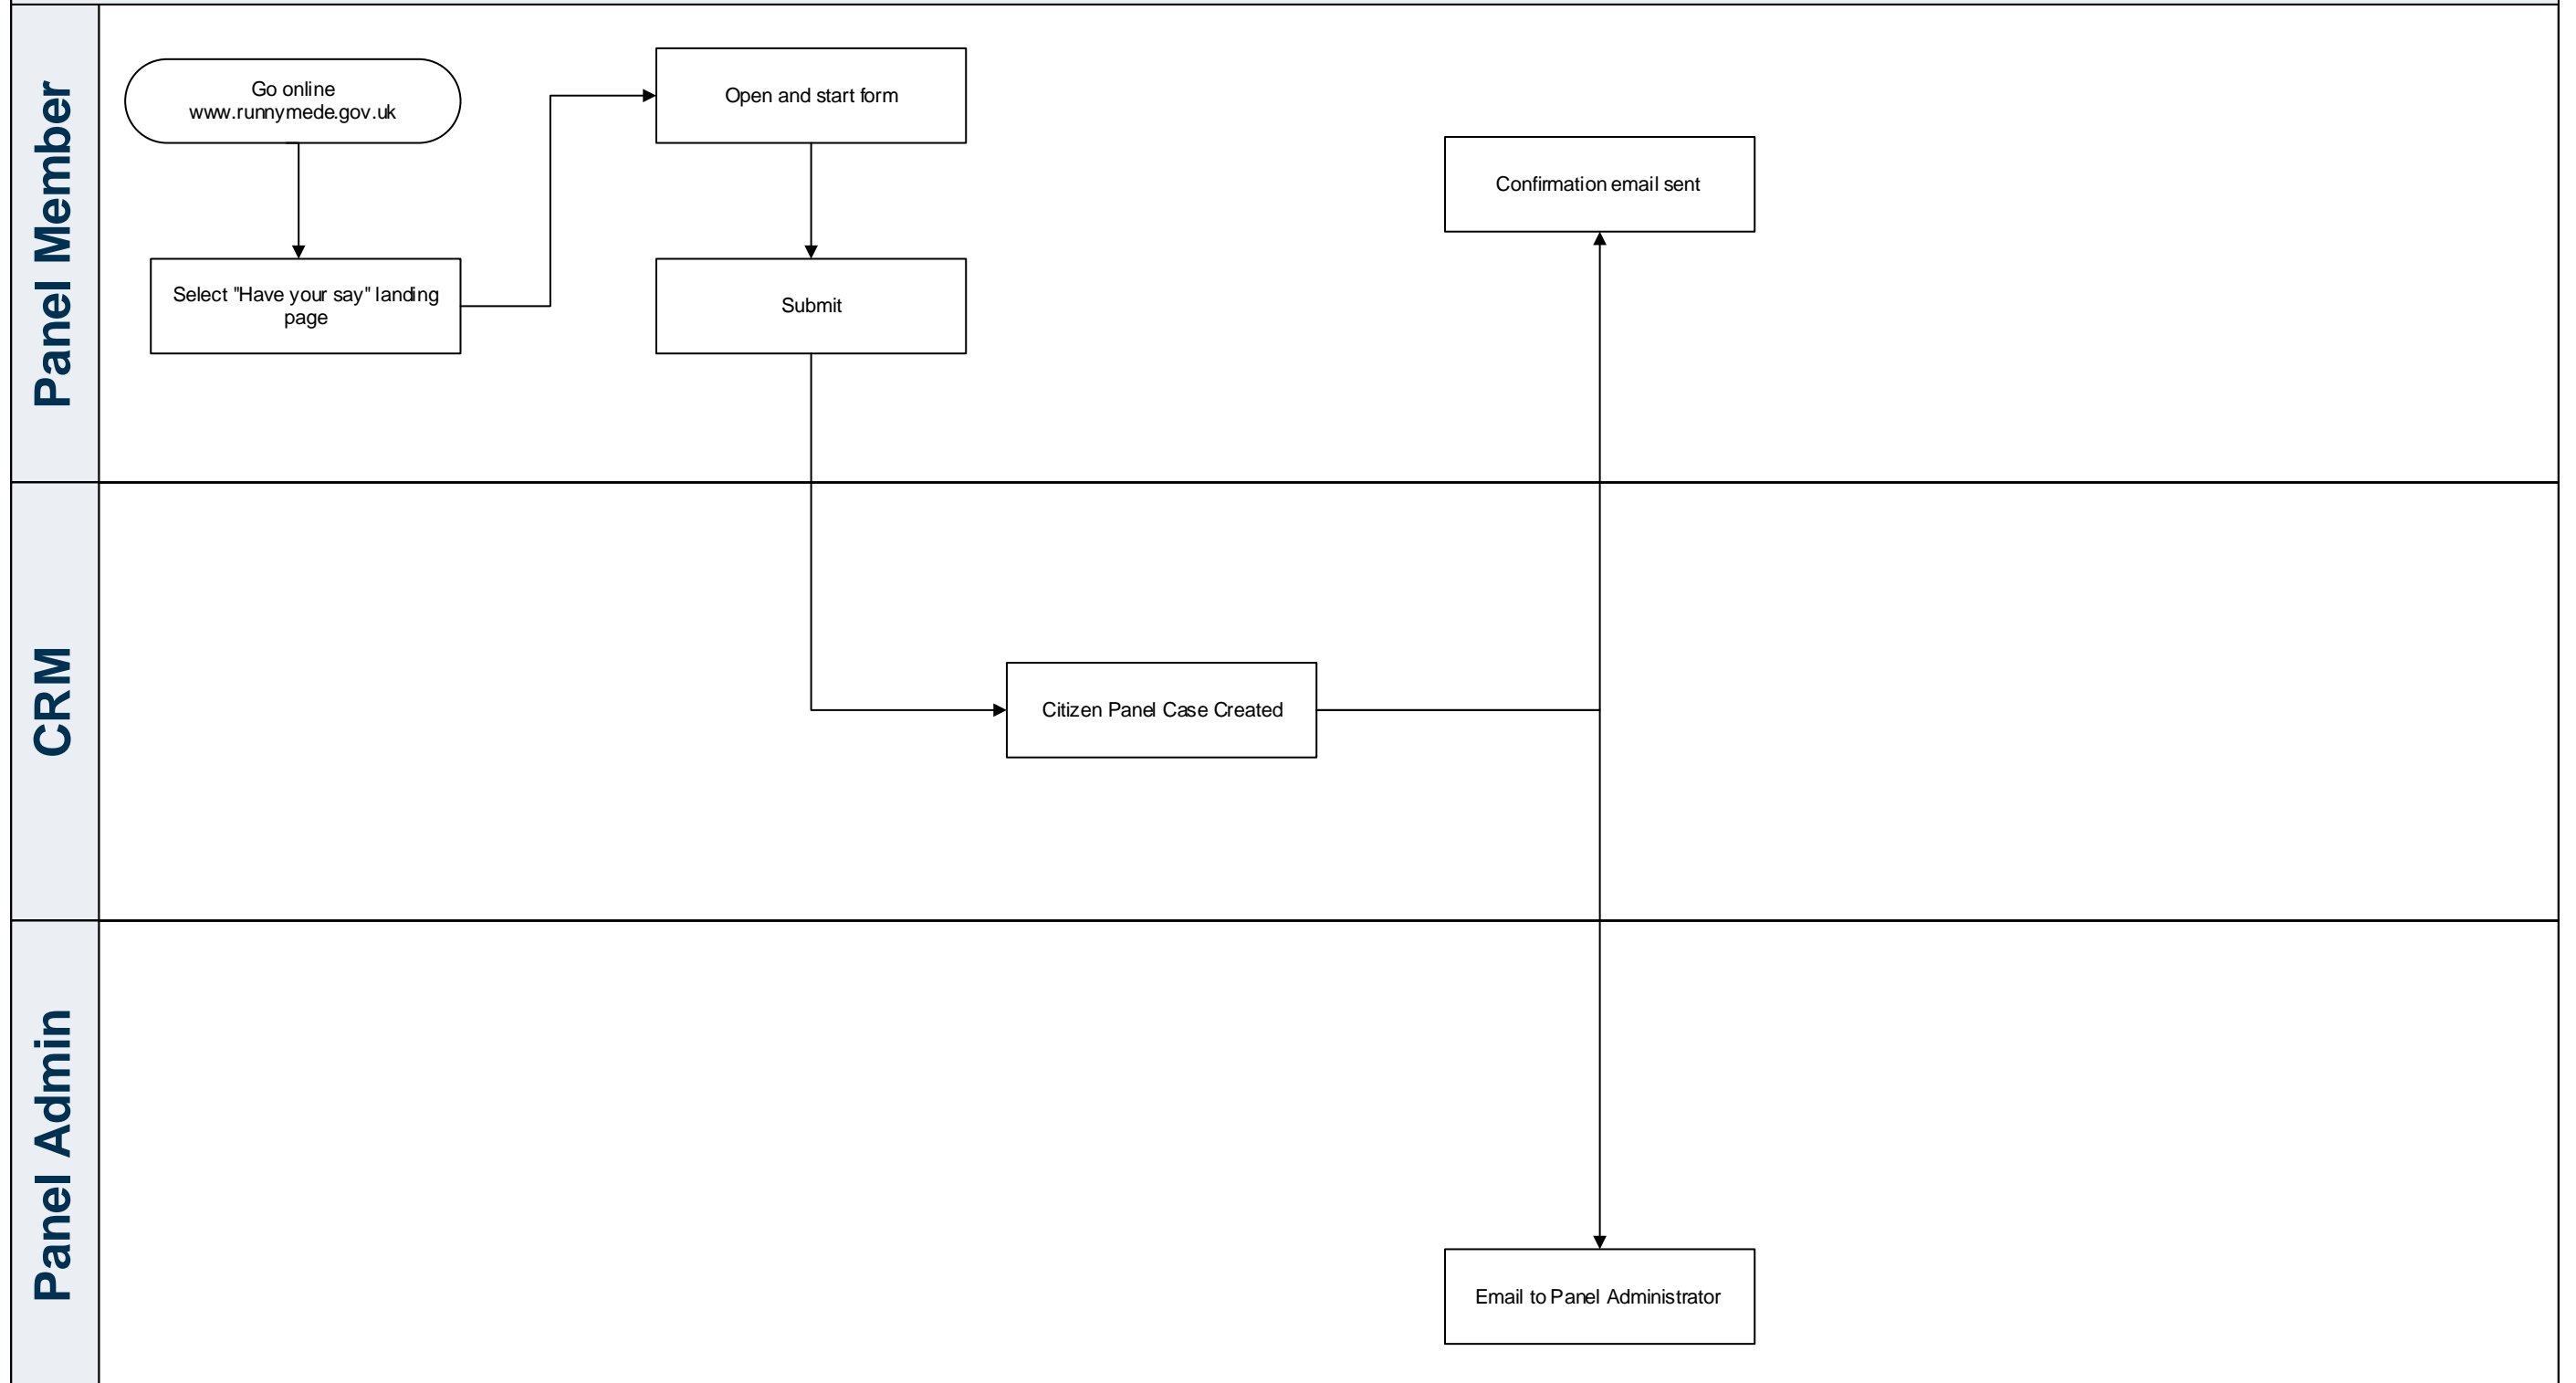 Panel Member
Go online
www.runnymede.gov.uk
Select "Have your say" landing
page
Open and start form
Submit
Confirmation email sent
CRM
Citizen Panel Case Created
Panel Admin
Email to Panel Administrator